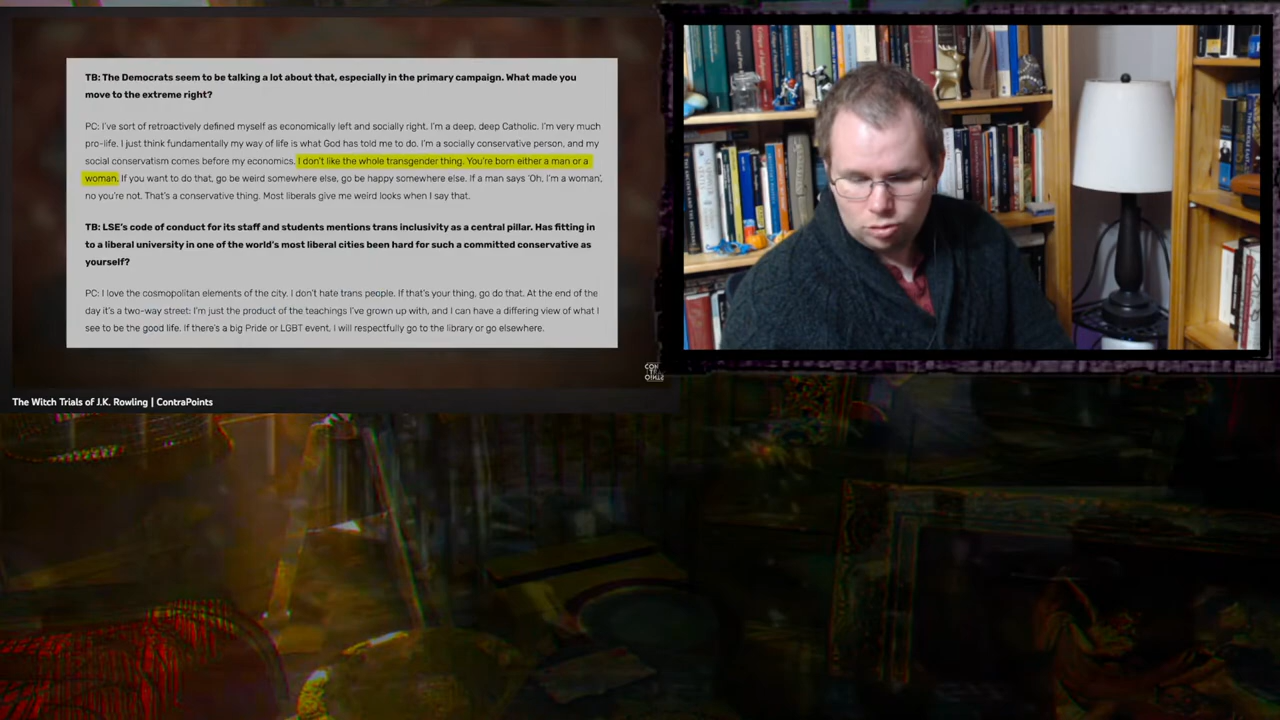 TB: The Democrats seem to be talking a lot about that, especially in the primary campaign. What made you
move to the extreme right?
PC: I've sort of retroactively defined myself as economically left and socially right. I'm a deep, deep Catholic. I'm very much
pro-life. I just think fundamentally my way of life is what God has told me to do. I'm a socially conservative person, and my
social conservatism comes before my economics. I don't like the whole transgender thing. You're born either a man or a
woman. If you want to do that, go be weird somewhere else, go be happy somewhere else. If a man says 'Oh, I'm a woman',
no you're not. That's a conservative thing. Most liberals give me weird looks when I say that.
TB: LSE's code of conduct for its staff and students mentions trans inclusivity as a central pillar. Has fitting in
to a liberal university in one of the world's most liberal cities been hard for such a committed conservative as
yourself?
PC: I love the cosmopolitan elements of the city. I don't hate trans people. If that's your thing, go do that. At the end of the
day it's a two-way street: I'm just the product of the teachings I've grown up with, and I can have a differing view of what I
see to be the good life. If there's a big Pride or LGBT event, I will respectfully go to the library or go elsewhere.
The Witch Trials of J.K. Rowling | ContraPoints